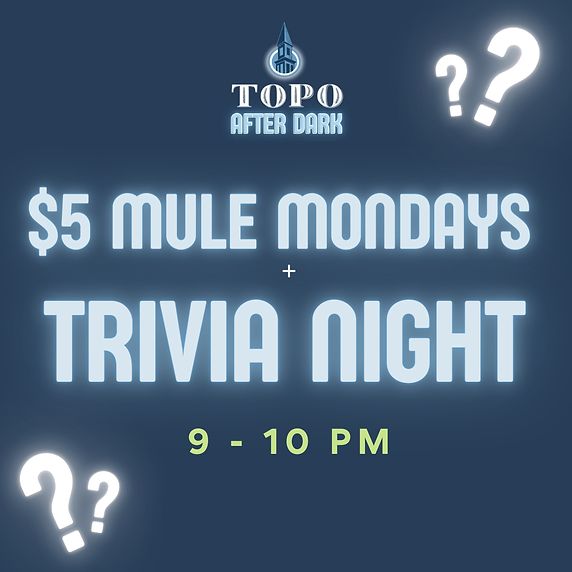 TOPO
AFTER DARK
$5 MULE MONDAYS
+
TRIVIA NIGHT
9 - 10 PM
??
??